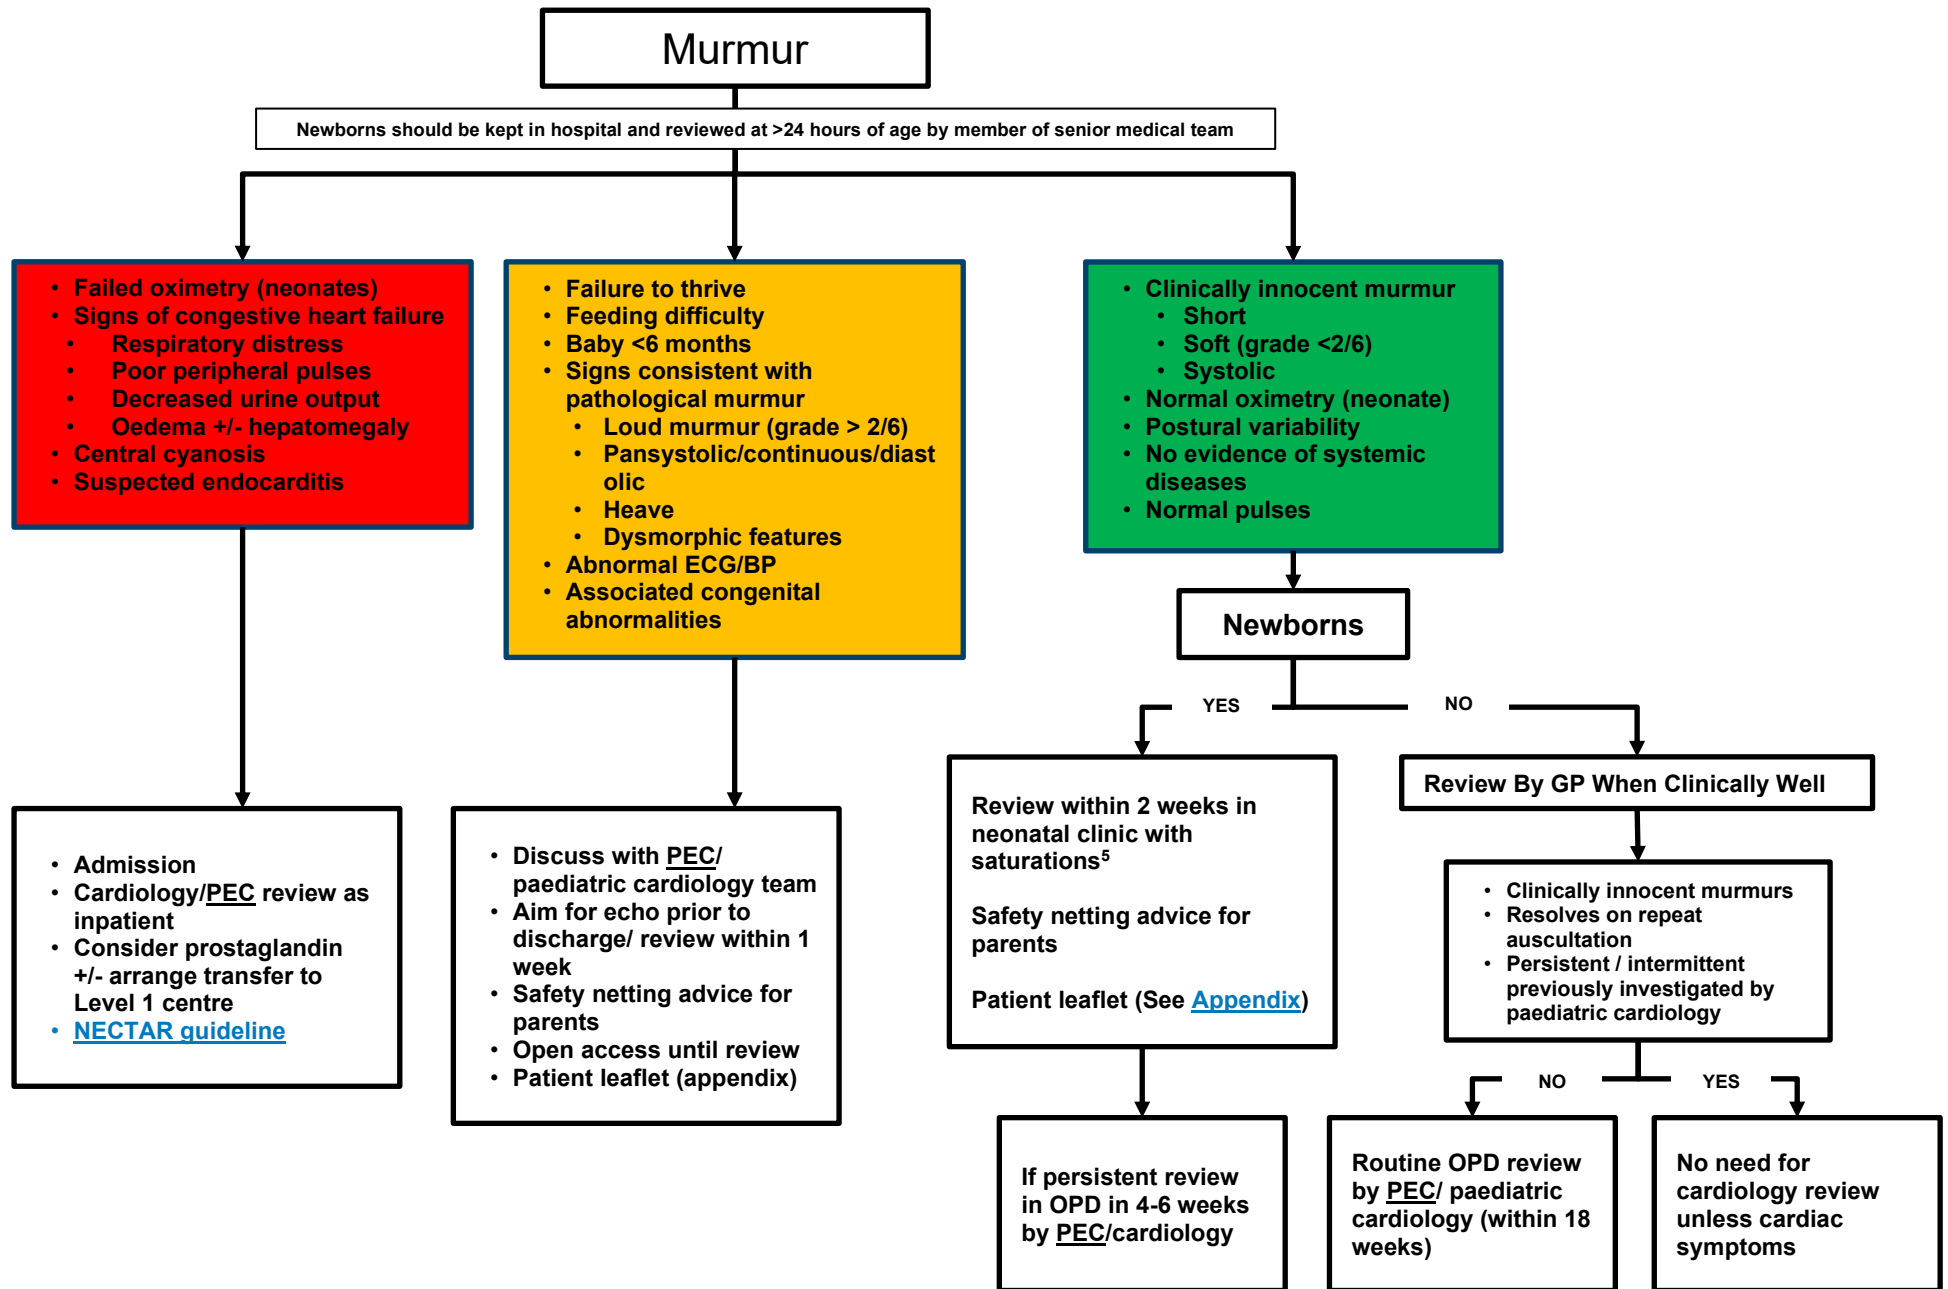 Murmur
Newborns should be kept in hospital and reviewed at >24 hours of age by member of senior medical team
• Failed oximetry (neonates)
• Signs of congestive heart failure
• Respiratory distress
• Poor peripheral pulses
• Decreased urine output
• Oedema +/- hepatomegaly
• Central cyanosis
• Suspected endocarditis
• Failure to thrive
• Feeding difficulty
• Baby <6 months
• Signs consistent with
pathological murmur
• Loud murmur (grade > 2/6)
• Pansystolic/continuous/diast
olic
• Heave
• Dysmorphic features
• Abnormal ECG/BP
• Associated congenital
abnormalities
• Clinically innocent murmur
• Short
• Soft (grade <2/6)
• Systolic
• Normal oximetry (neonate)
• Postural variability
• No evidence of systemic
diseases
• Normal pulses
Newborns
YES
NO
• Admission
• Cardiology/PEC review as
inpatient
• Consider prostaglandin
+/- arrange transfer to
Level 1 centre
• NECTAR guideline
• Discuss with PEC/
paediatric cardiology team
• Aim for echo prior to
discharge/ review within 1
week
• Safety netting advice for
parents
• Open access until review
• Patient leaflet (appendix)
Review within 2 weeks in
neonatal clinic with
saturations⁵
Safety netting advice for
parents
Patient leaflet (See Appendix)
If persistent review
in OPD in 4-6 weeks
by PEC/cardiology
Review By GP When Clinically Well
• Clinically innocent murmurs
• Resolves on repeat
auscultation
• Persistent / intermittent
previously investigated by
paediatric cardiology
NO
YES
Routine OPD review
by PEC/ paediatric
cardiology (within 18
weeks)
No need for
cardiology review
unless cardiac
symptoms